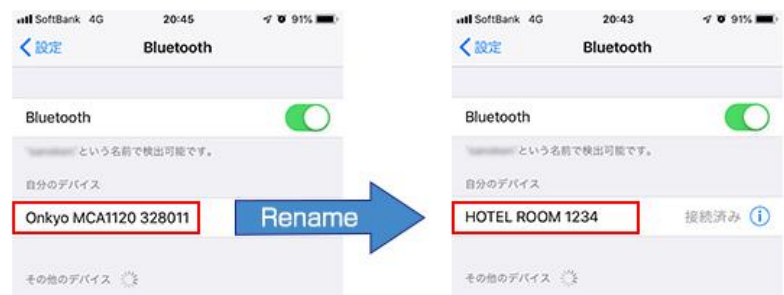 SoftBank 4G 20:45 91%
設定 Bluetooth
Bluetooth
という名前で検出可能です。
自分のデバイス
Onkyo MCA1120 328011
その他のデバイス
Rename
SoftBank 4G 20:43 91%
設定 Bluetooth
Bluetooth
という名前で検出可能です。
自分のデバイス
HOTEL ROOM 1234 接続済み
その他のデバイス